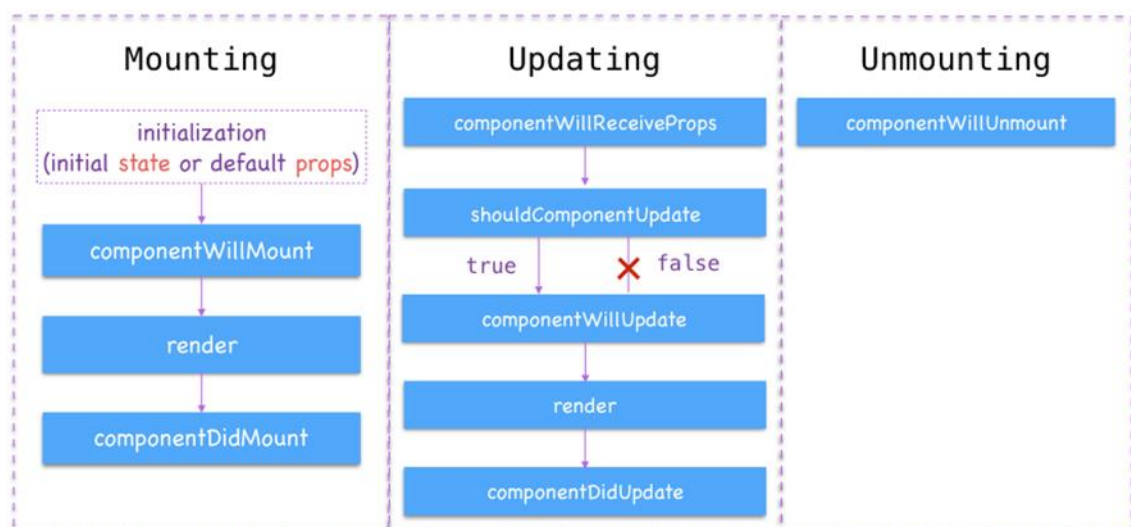 Mounting
initialization
(initial state or default props)
componentWillMount
render
componentDidMount
Updating
componentWillReceiveProps
shouldComponentUpdate
true
false
componentWillUpdate
render
componentDidUpdate
Unmounting
componentWillUnmount